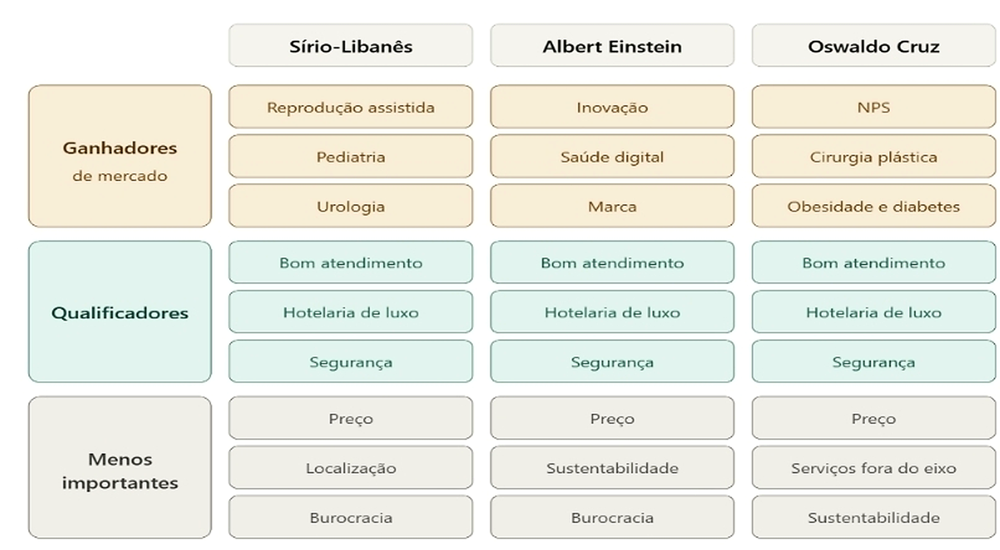 Sírio-Libanês
Albert Einstein
Oswaldo Cruz
Ganhadores
de mercado
Reprodução assistida
Inovação
NPS
Pediatria
Saúde digital
Cirurgia plástica
Urologia
Marca
Obesidade e diabetes
Qualificadores
Bom atendimento
Bom atendimento
Bom atendimento
Hotelaria de luxo
Hotelaria de luxo
Hotelaria de luxo
Segurança
Segurança
Segurança
Menos
importantes
Preço
Preço
Preço
Localização
Sustentabilidade
Serviços fora do eixo
Burocracia
Burocracia
Sustentabilidade